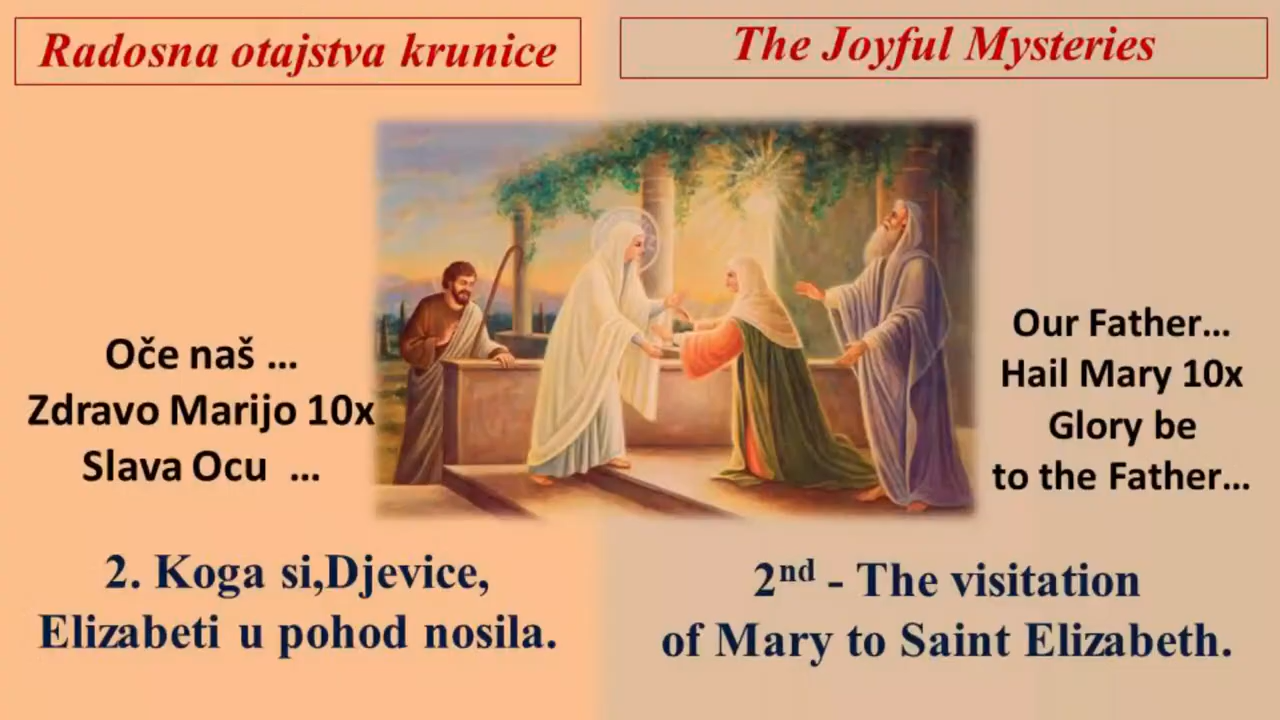 Radosna otajstva krunice
The Joyful Mysteries
Oče naš ...
Zdravo Marijo 10x
Slava Ocu ...
Our Father...
Hail Mary 10x
Glory be
to the Father...
2. Koga si,Djevice,
Elizabeti u pohod nosila.
2nd - The visitation
of Mary to Saint Elizabeth.